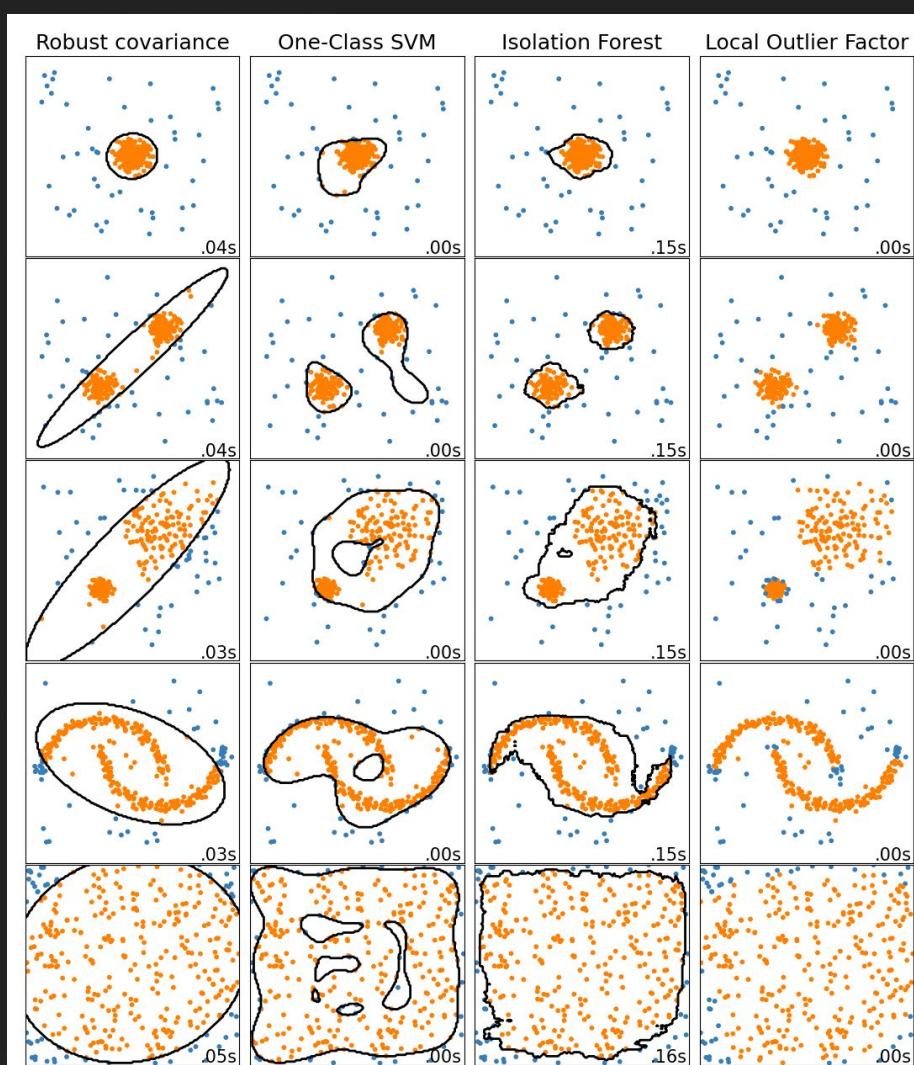 Robust covariance One-Class SVM Isolation Forest Local Outlier Factor
.04s .00s .15s .00s
.04s .00s .15s .00s
.03s .00s .15s .00s
.03s .00s .15s .00s
.05s .00s .16s .00s